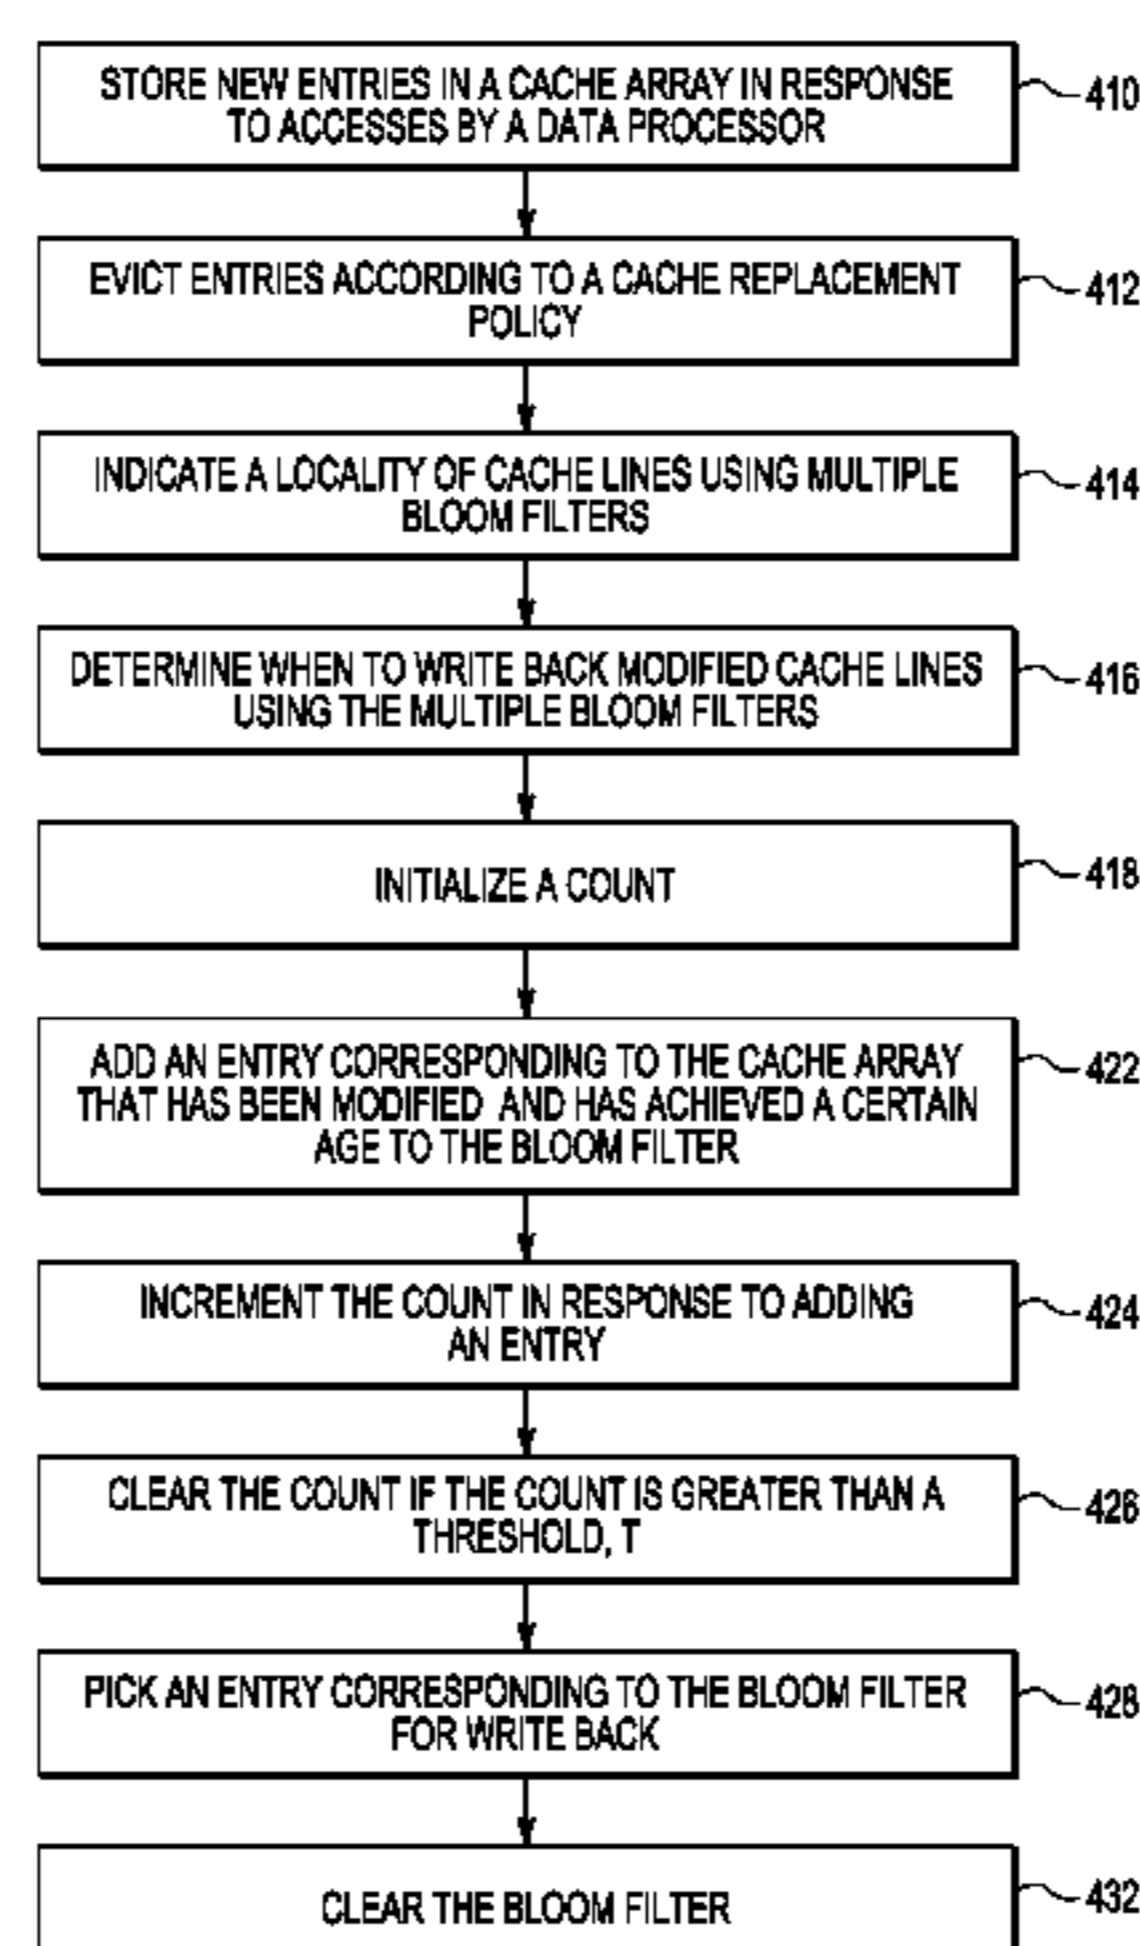 STORE NEW ENTRIES IN A CACHE ARRAY IN RESPONSE
TO ACCESSES BY A DATA PROCESSOR
410
EVICT ENTRIES ACCORDING TO A CACHE REPLACEMENT
POLICY
412
INDICATE A LOCALITY OF CACHE LINES USING MULTIPLE
BLOOM FILTERS
414
DETERMINE WHEN TO WRITE BACK MODIFIED CACHE LINES
USING THE MULTIPLE BLOOM FILTERS
416
INITIALIZE A COUNT
418
ADD AN ENTRY CORRESPONDING TO THE CACHE ARRAY
THAT HAS BEEN MODIFIED AND HAS ACHIEVED A CERTAIN
AGE TO THE BLOOM FILTER
422
INCREMENT THE COUNT IN RESPONSE TO ADDING
AN ENTRY
424
CLEAR THE COUNT IF THE COUNT IS GREATER THAN A
THRESHOLD, T
426
PICK AN ENTRY CORRESPONDING TO THE BLOOM FILTER
FOR WRITE BACK
428
CLEAR THE BLOOM FILTER
432